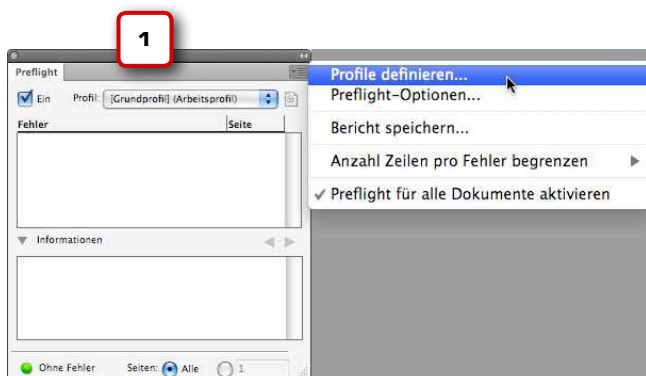 1
Preflight
Ein Profil: [Grundprofil] (Arbeitsprofil)
Fehler Seite
Informationen
Ohne Fehler Seiten: Alle 1
Profile definieren...
Preflight-Optionen...
Bericht speichern...
Anzahl Zeilen pro Fehler begrenzen
Preflight für alle Dokumente aktivieren